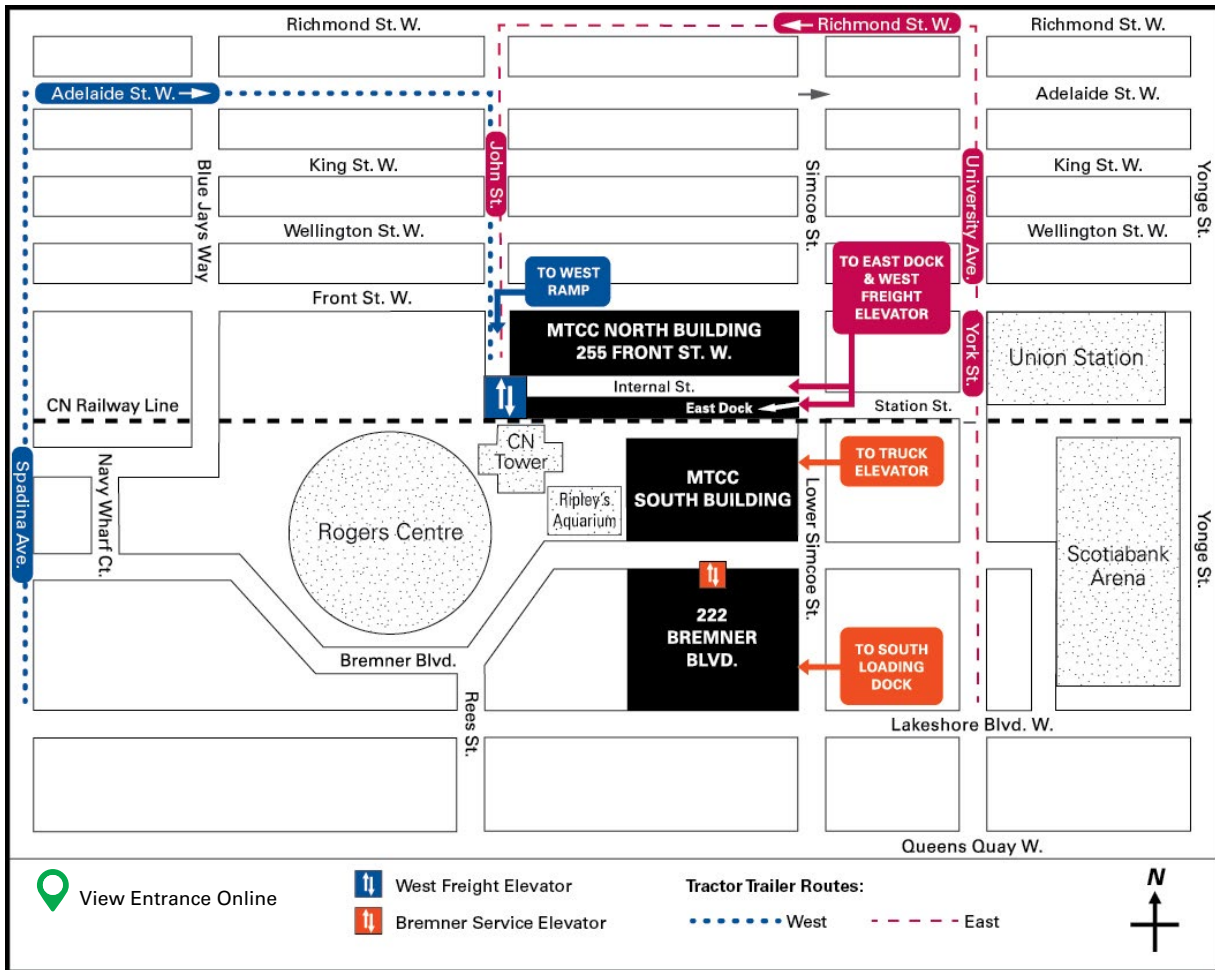 Richmond St. W.
Richmond St. W.
Richmond St. W.
Adelaide St. W.
Adelaide St. W.
John St.
King St. W.
Blue Jays Way
Simcoe St.
University Ave.
King St. W.
Yonge St.
Wellington St. W.
Wellington St. W.
TO WEST
RAMP
TO EAST DOCK
& WEST
FREIGHT
ELEVATOR
Front St. W.
MTCC NORTH BUILDING
255 FRONT ST. W.
York St.
Union Station
Internal St.
CN Railway Line
East Dock
Station St.
Spadina Ave.
Navy Wharf Ct.
CN
Tower
Rogers Centre
Ripley's
Aquarium
MTCC
SOUTH BUILDING
TO TRUCK
ELEVATOR
Lower Simcoe St.
Scotiabank
Arena
Yonge St.
222
BREMNER
BLVD.
TO SOUTH
LOADING
DOCK
Bremner Blvd.
Rees St.
Lakeshore Blvd. W.
Queens Quay W.
View Entrance Online
West Freight Elevator
Bremner Service Elevator
Tractor Trailer Routes:
West
East
N